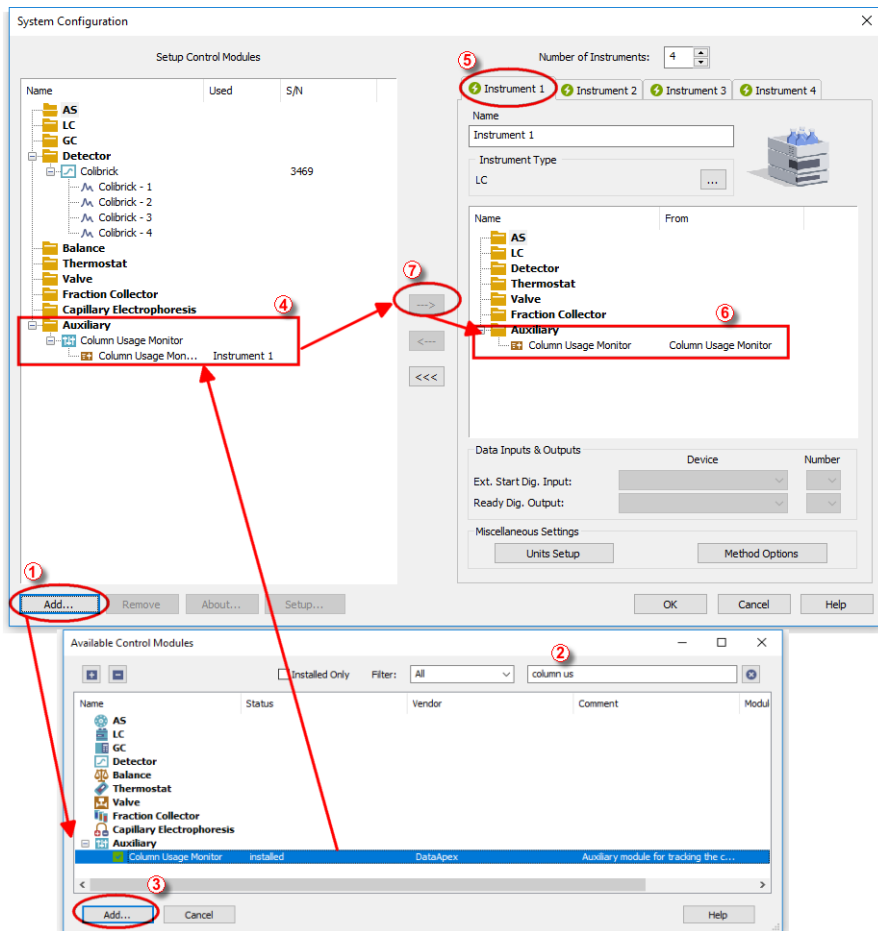 System Configuration
Setup Control Modules
Number of Instruments: 4
5
Name Used S/N
AS
LC
GC
Detector
Colibrick 3469
Colibrick - 1
Colibrick - 2
Colibrick - 3
Colibrick - 4
Balance
Thermostat
Valve
Fraction Collector
Capillary Electrophoresis
4
Auxiliary
Column Usage Monitor
Column Usage Mon... Instrument 1
7
--->
<---
<<<
Instrument 1 Instrument 2 Instrument 3 Instrument 4
Name
Instrument 1
Instrument Type
LC ...
Name From
AS
LC
Detector
Thermostat
Valve
Fraction Collector
6
Auxiliary
Column Usage Monitor Column Usage Monitor
Data Inputs & Outputs
Device Number
Ext. Start Dig. Input:
Ready Dig. Output:
Miscellaneous Settings
Units Setup Method Options
1
Add... Remove About... Setup... OK Cancel Help
Available Control Modules
2
Installed Only Filter: All column us
Name Status Vendor Comment Modul
AS
LC
GC
Detector
Balance
Thermostat
Valve
Fraction Collector
Capillary Electrophoresis
Auxiliary
Column Usage Monitor installed DataApex Auxiliary module for tracking the c...
3
Add... Cancel Help